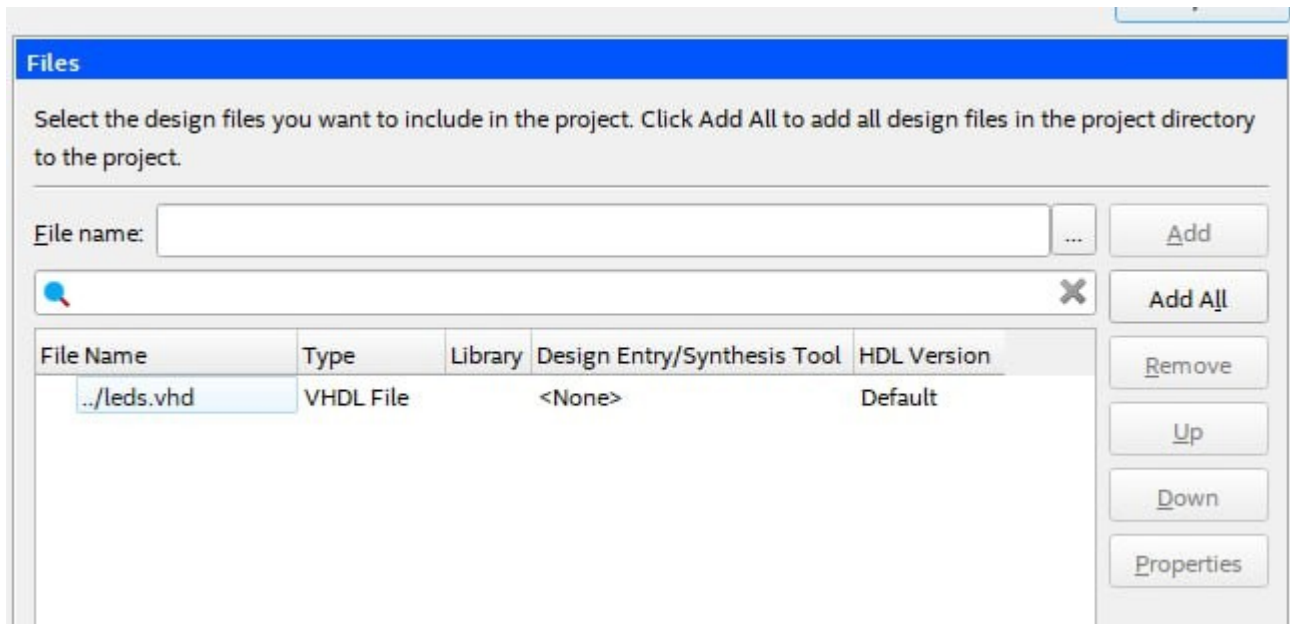 Files
Select the design files you want to include in the project. Click Add All to add all design files in the project directory
to the project.
File name: ... Add
Add All
File Name Type Library Design Entry/Synthesis Tool HDL Version
Remove
../leds.vhd VHDL File <None> Default
Up
Down
Properties